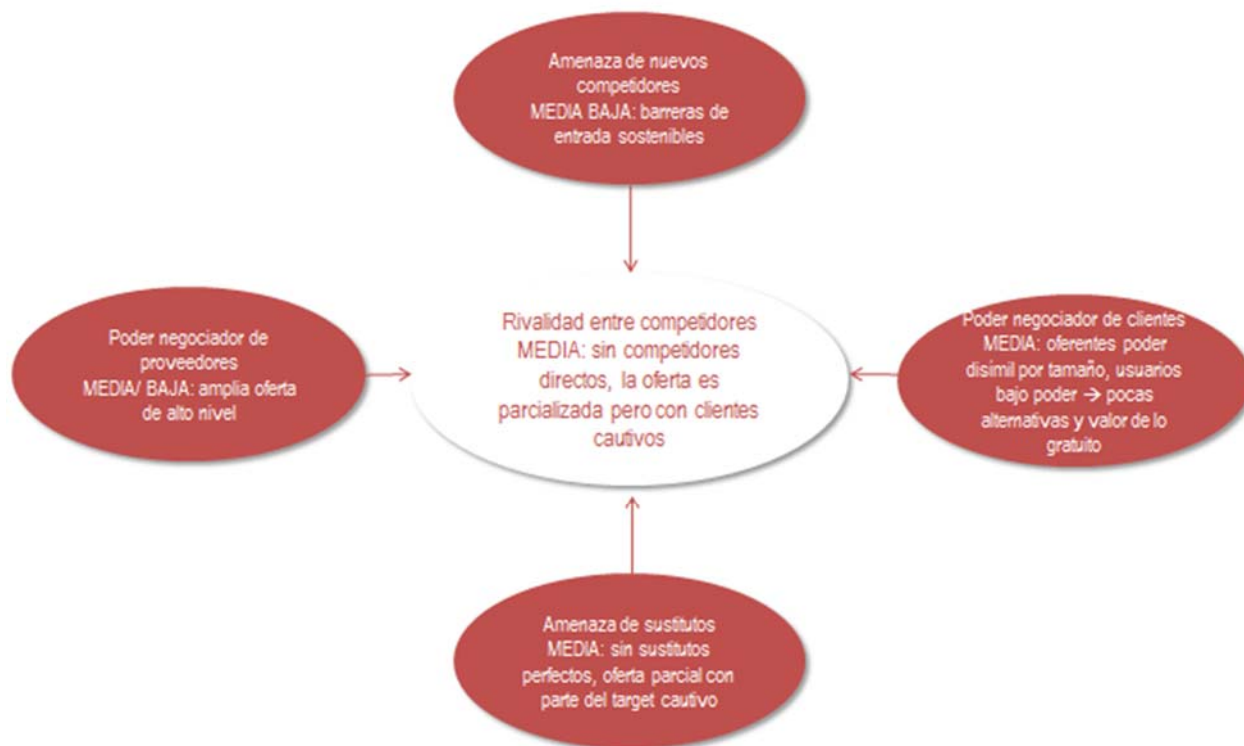 Amenaza de nuevos
competidores
MEDIA BAJA: barreras de
entrada sostenibles
Poder negociador de
proveedores
MEDIA/ BAJA: amplia oferta
de alto nivel
Rivalidad entre competidores
MEDIA: sin competidores
directos, la oferta es
parcializada pero con clientes
cautivos
Poder negociador de clientes
MEDIA: oferentes poder
disimil por tamaño, usuarios
bajo poder → pocas
alternativas y valor de lo
gratuito
Amenaza de sustitutos
MEDIA: sin sustitutos
perfectos, oferta parcial con
parte del target cautivo